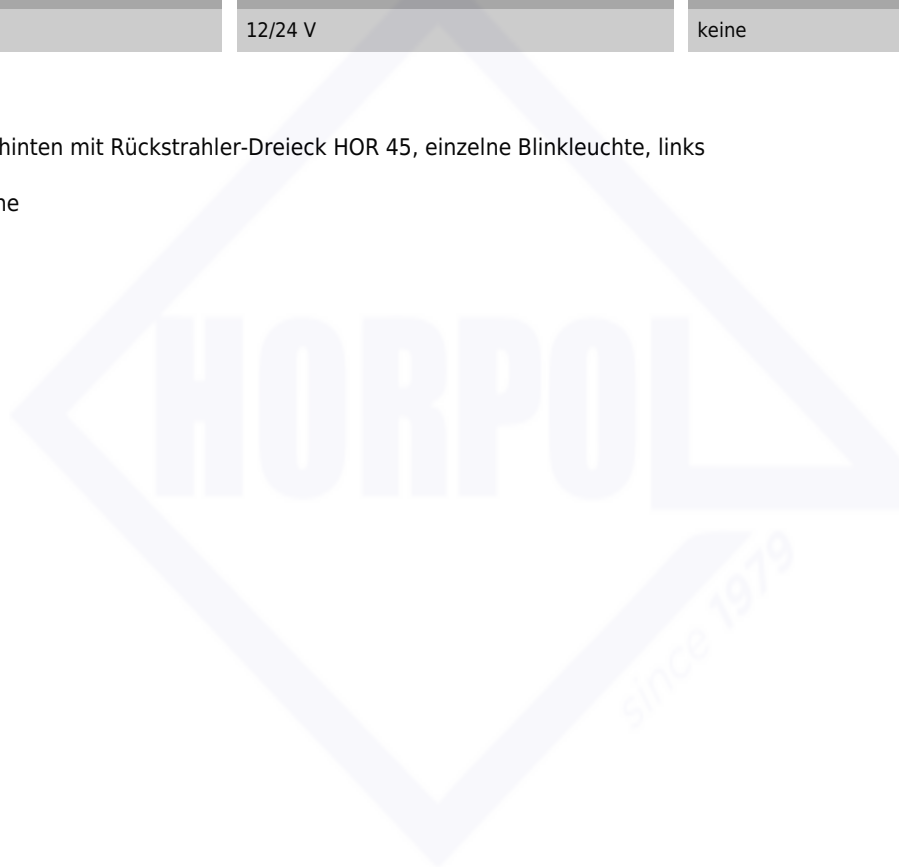 12/24 V keine
hinten mit Rückstrahler-Dreieck HOR 45, einzelne Blinkleuchte, links
ne
HORPOL
since 1979